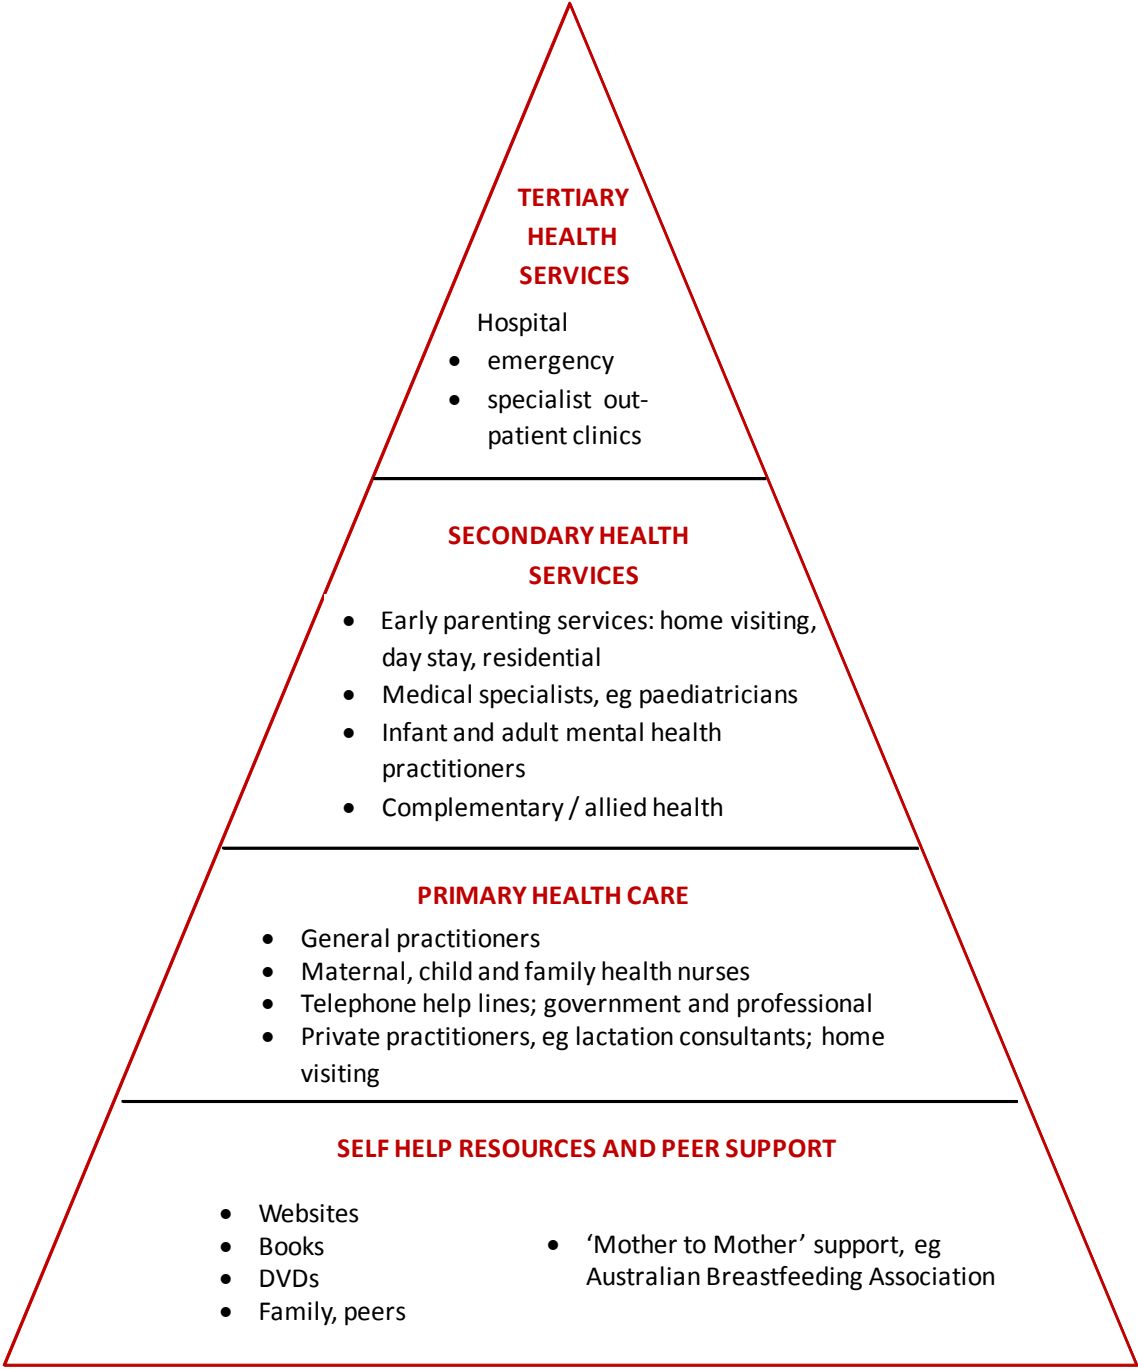 TERTIARY
HEALTH
SERVICES
Hospital
• emergency
• specialist out-
patient clinics
SECONDARY HEALTH
SERVICES
• Early parenting services: home visiting,
day stay, residential
• Medical specialists, eg paediatricians
• Infant and adult mental health
practitioners
• Complementary / allied health
PRIMARY HEALTH CARE
• General practitioners
• Maternal, child and family health nurses
• Telephone help lines; government and professional
• Private practitioners, eg lactation consultants; home
visiting
SELF HELP RESOURCES AND PEER SUPPORT
• Websites
• Books
• DVDs
• Family, peers
• ‘Mother to Mother’ support, eg
Australian Breastfeeding Association